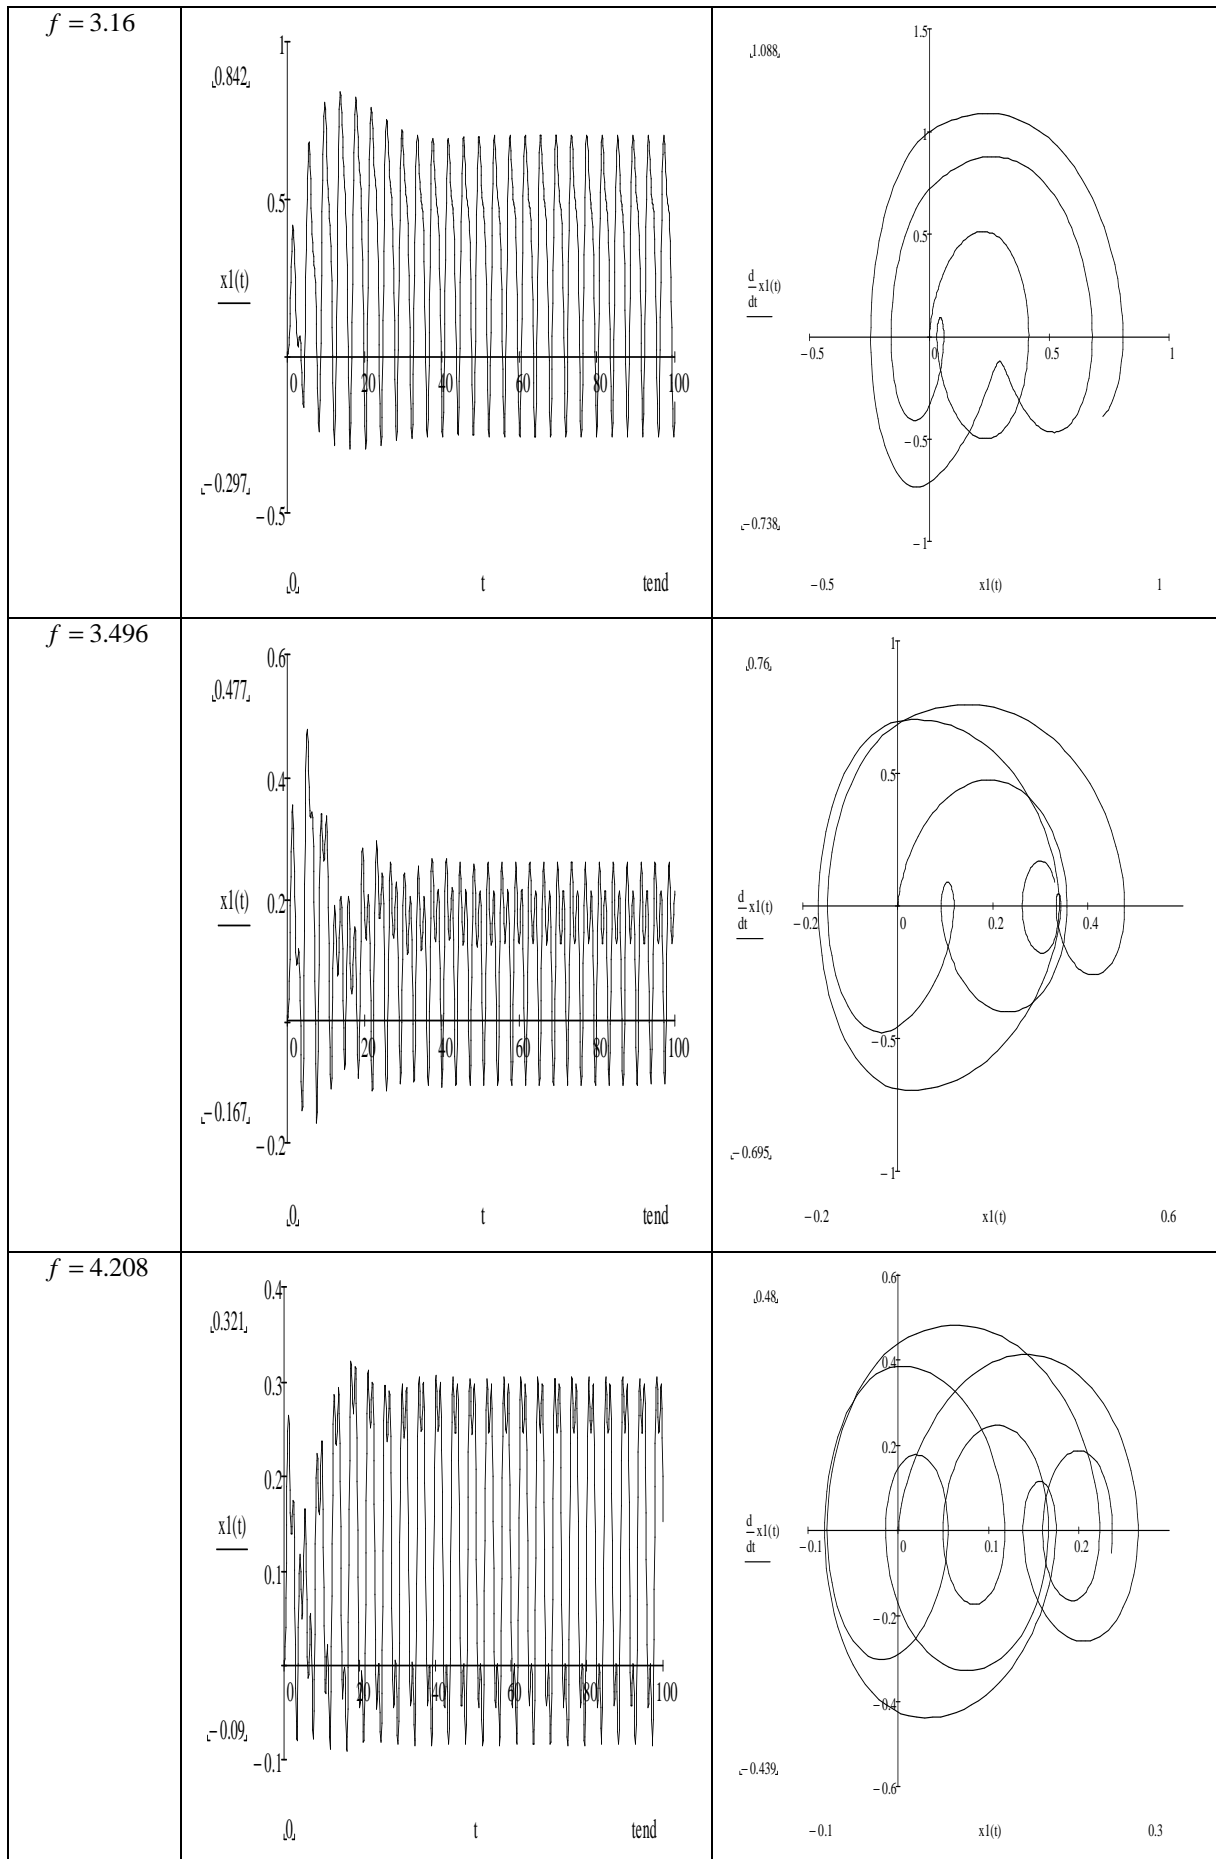 f = 3.16
1
0.842
0.5
x1(t)
0 20 40 60 80 100
−0.297
−0.5
0 t tend
1.5
1.088
1
0.5
d/dt x1(t)
−0.5 0 0.5 1
−0.5
−0.738
−1
−0.5 x1(t) 1
f = 3.496
0.6
0.477
0.4
x1(t)
0.2
0 20 40 60 80 100
−0.167
−0.2
0 t tend
1
0.76
0.5
d/dt x1(t)
−0.2 0 0.2 0.4
−0.5
−0.695
−1
−0.2 x1(t) 0.6
f = 4.208
0.4
0.321
0.3
0.2
x1(t)
0.1
0 20 40 60 80 100
−0.09
−0.1
0 t tend
0.6
0.48
0.4
0.2
d/dt x1(t)
−0.1 0 0.1 0.2
−0.2
−0.4
−0.439
−0.6
−0.1 x1(t) 0.3